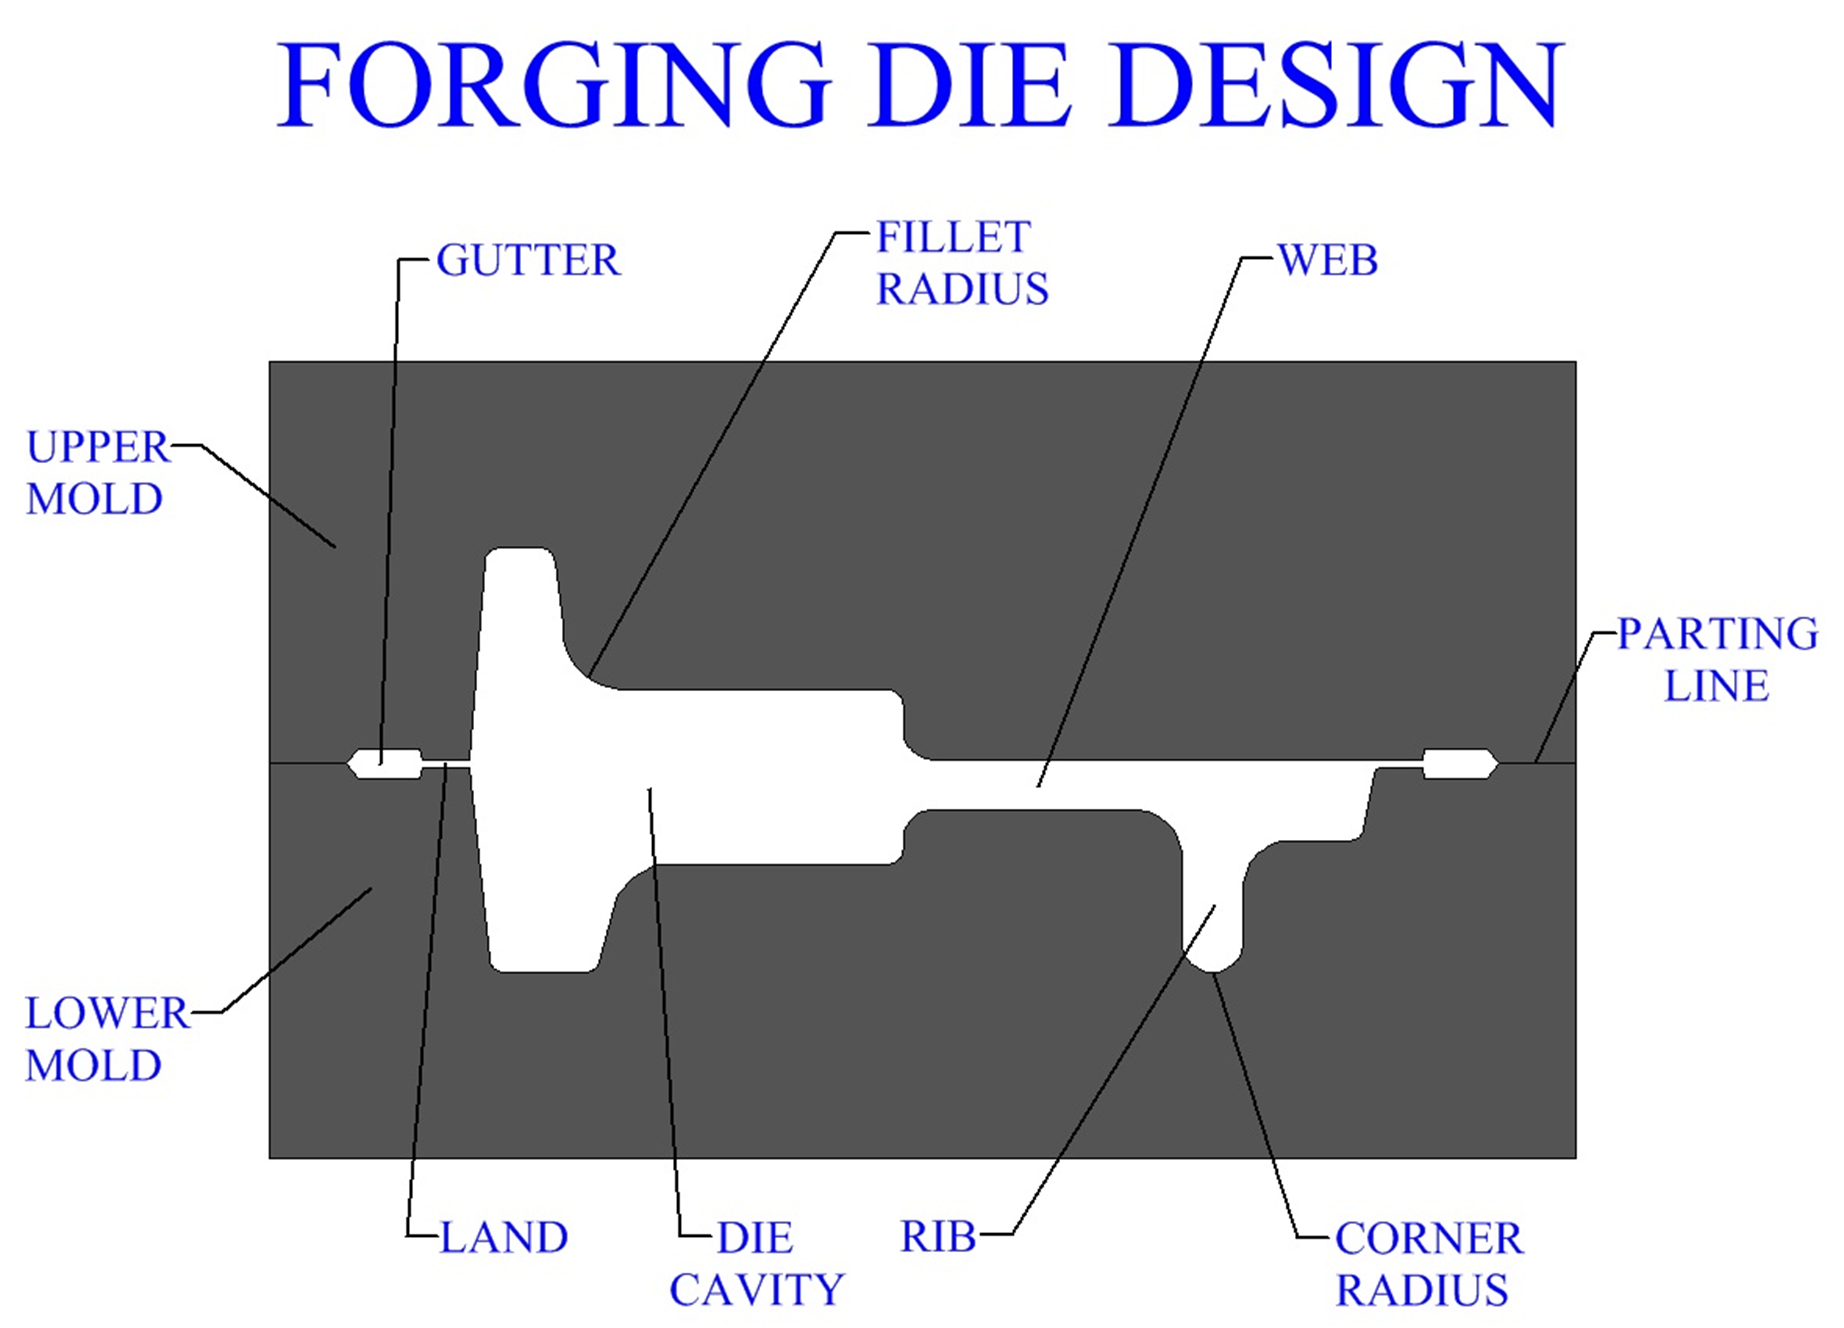 FORGING DIE DESIGN
GUTTER
FILLET
RADIUS
WEB
UPPER
MOLD
PARTING
LINE
LOWER
MOLD
LAND
DIE
CAVITY
RIB
CORNER
RADIUS